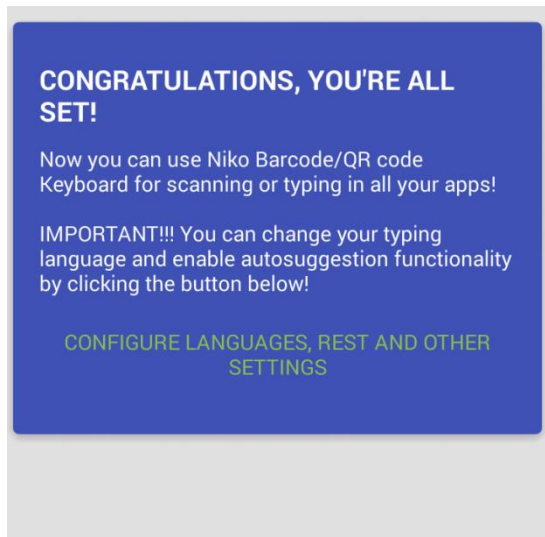 CONGRATULATIONS, YOU'RE ALL
SET!
Now you can use Niko Barcode/QR code
Keyboard for scanning or typing in all your apps!
IMPORTANT!!! You can change your typing
language and enable autosuggestion functionality
by clicking the button below!
CONFIGURE LANGUAGES, REST AND OTHER
SETTINGS